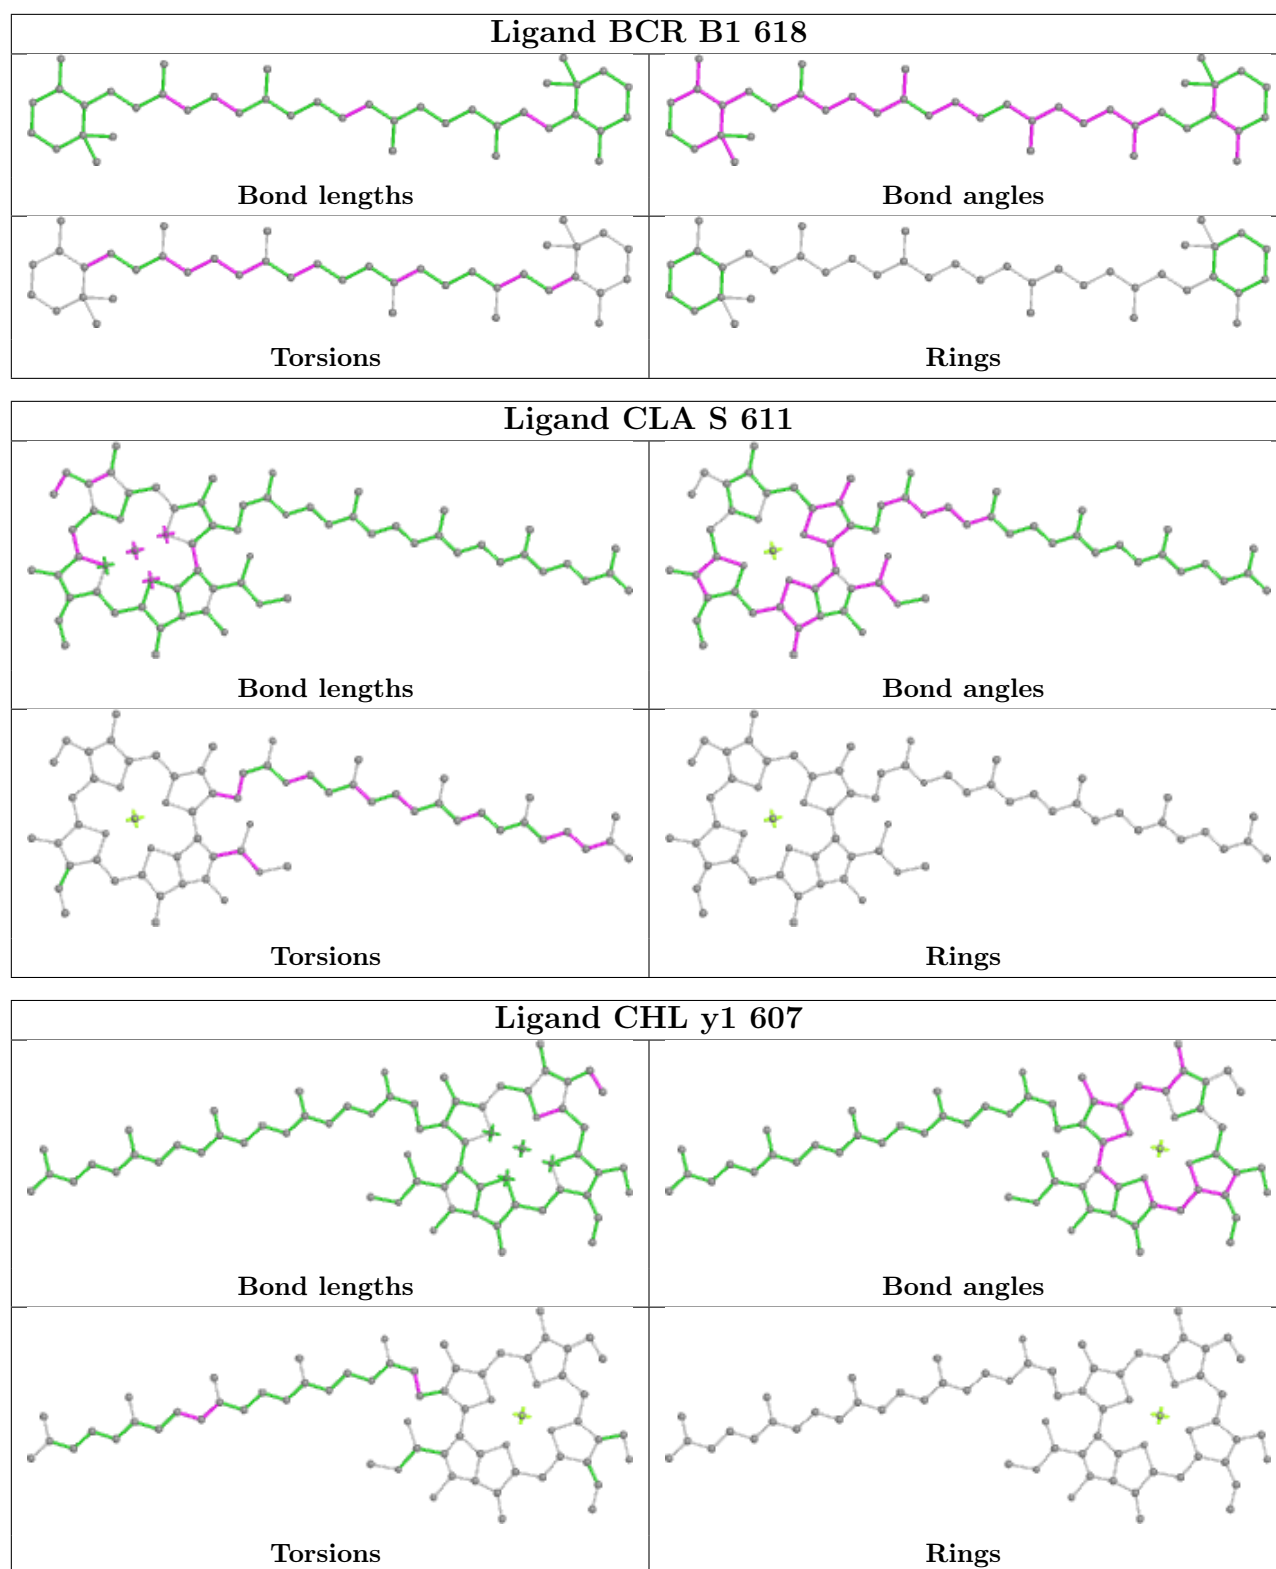 Ligand BCR B1 618
Bond lengths
Bond angles
Torsions
Rings
Ligand CLA S 611
Bond lengths
Bond angles
Torsions
Rings
Ligand CHL y1 607
Bond lengths
Bond angles
Torsions
Rings